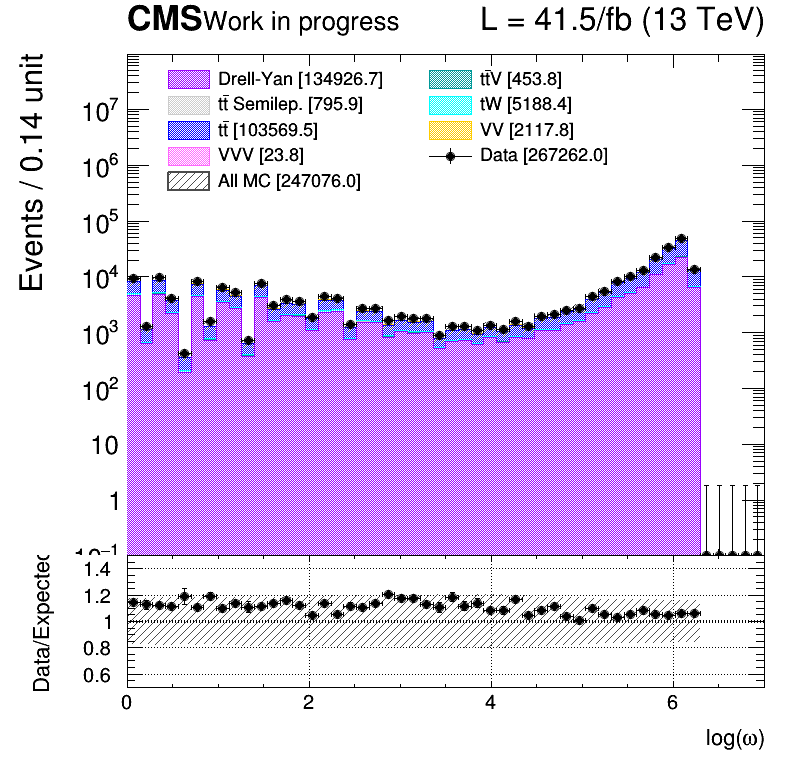 CMS Work in progress L = 41.5/fb (13 TeV)
Drell-Yan [134926.7] tt̄V [453.8]
tt̄ Semilep. [795.9] tW [5188.4]
tt̄ [103569.5] VV [2117.8]
VVV [23.8] Data [267262.0]
All MC [247076.0]
Events / 0.14 unit
10⁷
10⁶
10⁵
10⁴
10³
10²
10
1
10⁻¹
Data/Expected
1.4
1.2
1
0.8
0.6
0 2 4 6
log(ω)